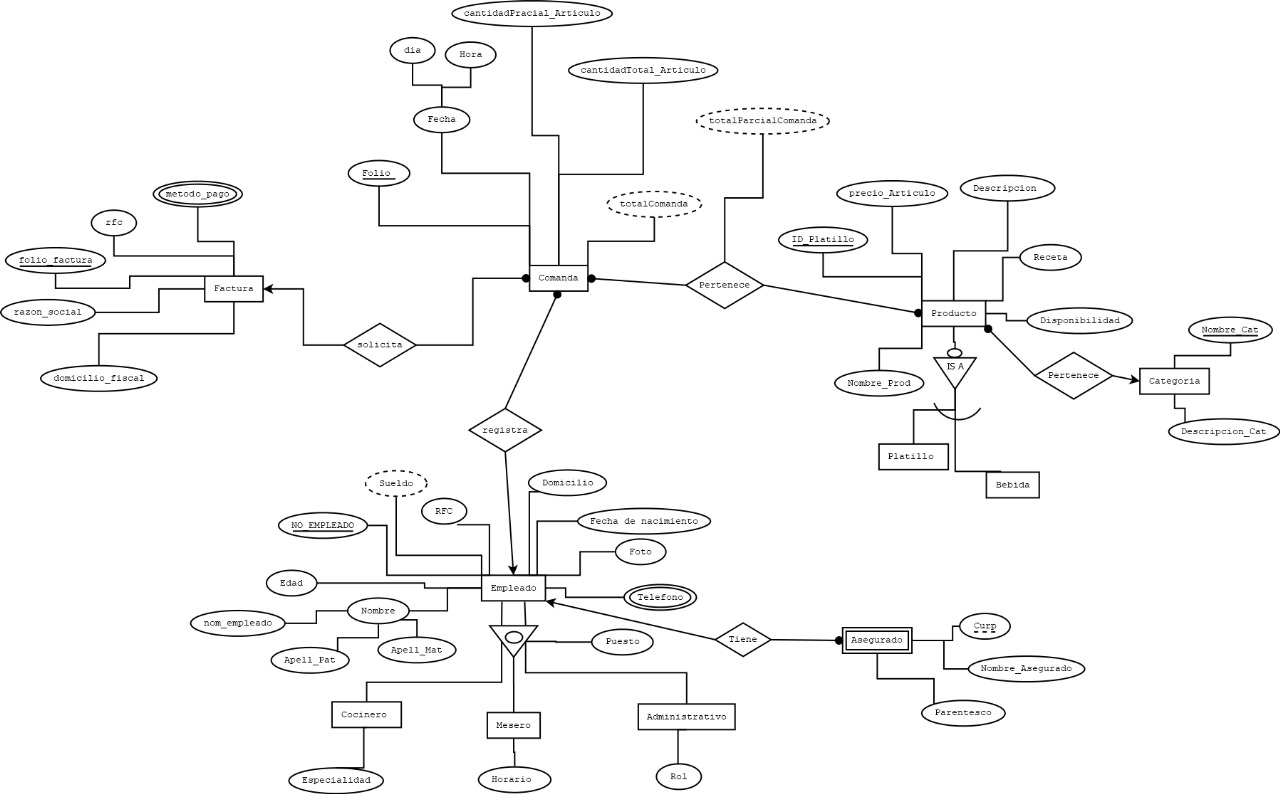 cantidadPracial_Articulo
dia
Hora
cantidadTotal_Articulo
Fecha
totalParcialComanda
Folio
metodo_pago
totalComanda
precio_Articulo
Descripcion
rfc
ID_Platillo
folio_factura
Receta
Factura
Comanda
Pertenece
razon_social
Producto
Disponibilidad
Nombre_Cat
solicita
domicilio_fiscal
IS A
Nombre_Prod
Pertenece
Categoria
registra
Descripcion_Cat
Platillo
Bebida
Sueldo
Domicilio
RFC
NO_EMPLEADO
Fecha de nacimiento
Foto
Edad
Empleado
Telefono
Nombre
nom_empleado
Curp
Puesto
Tiene
Asegurado
Apell_Pat
Apell_Mat
Nombre_Asegurado
Cocinero
Mesero
Administrativo
Parentesco
Especialidad
Horario
Rol